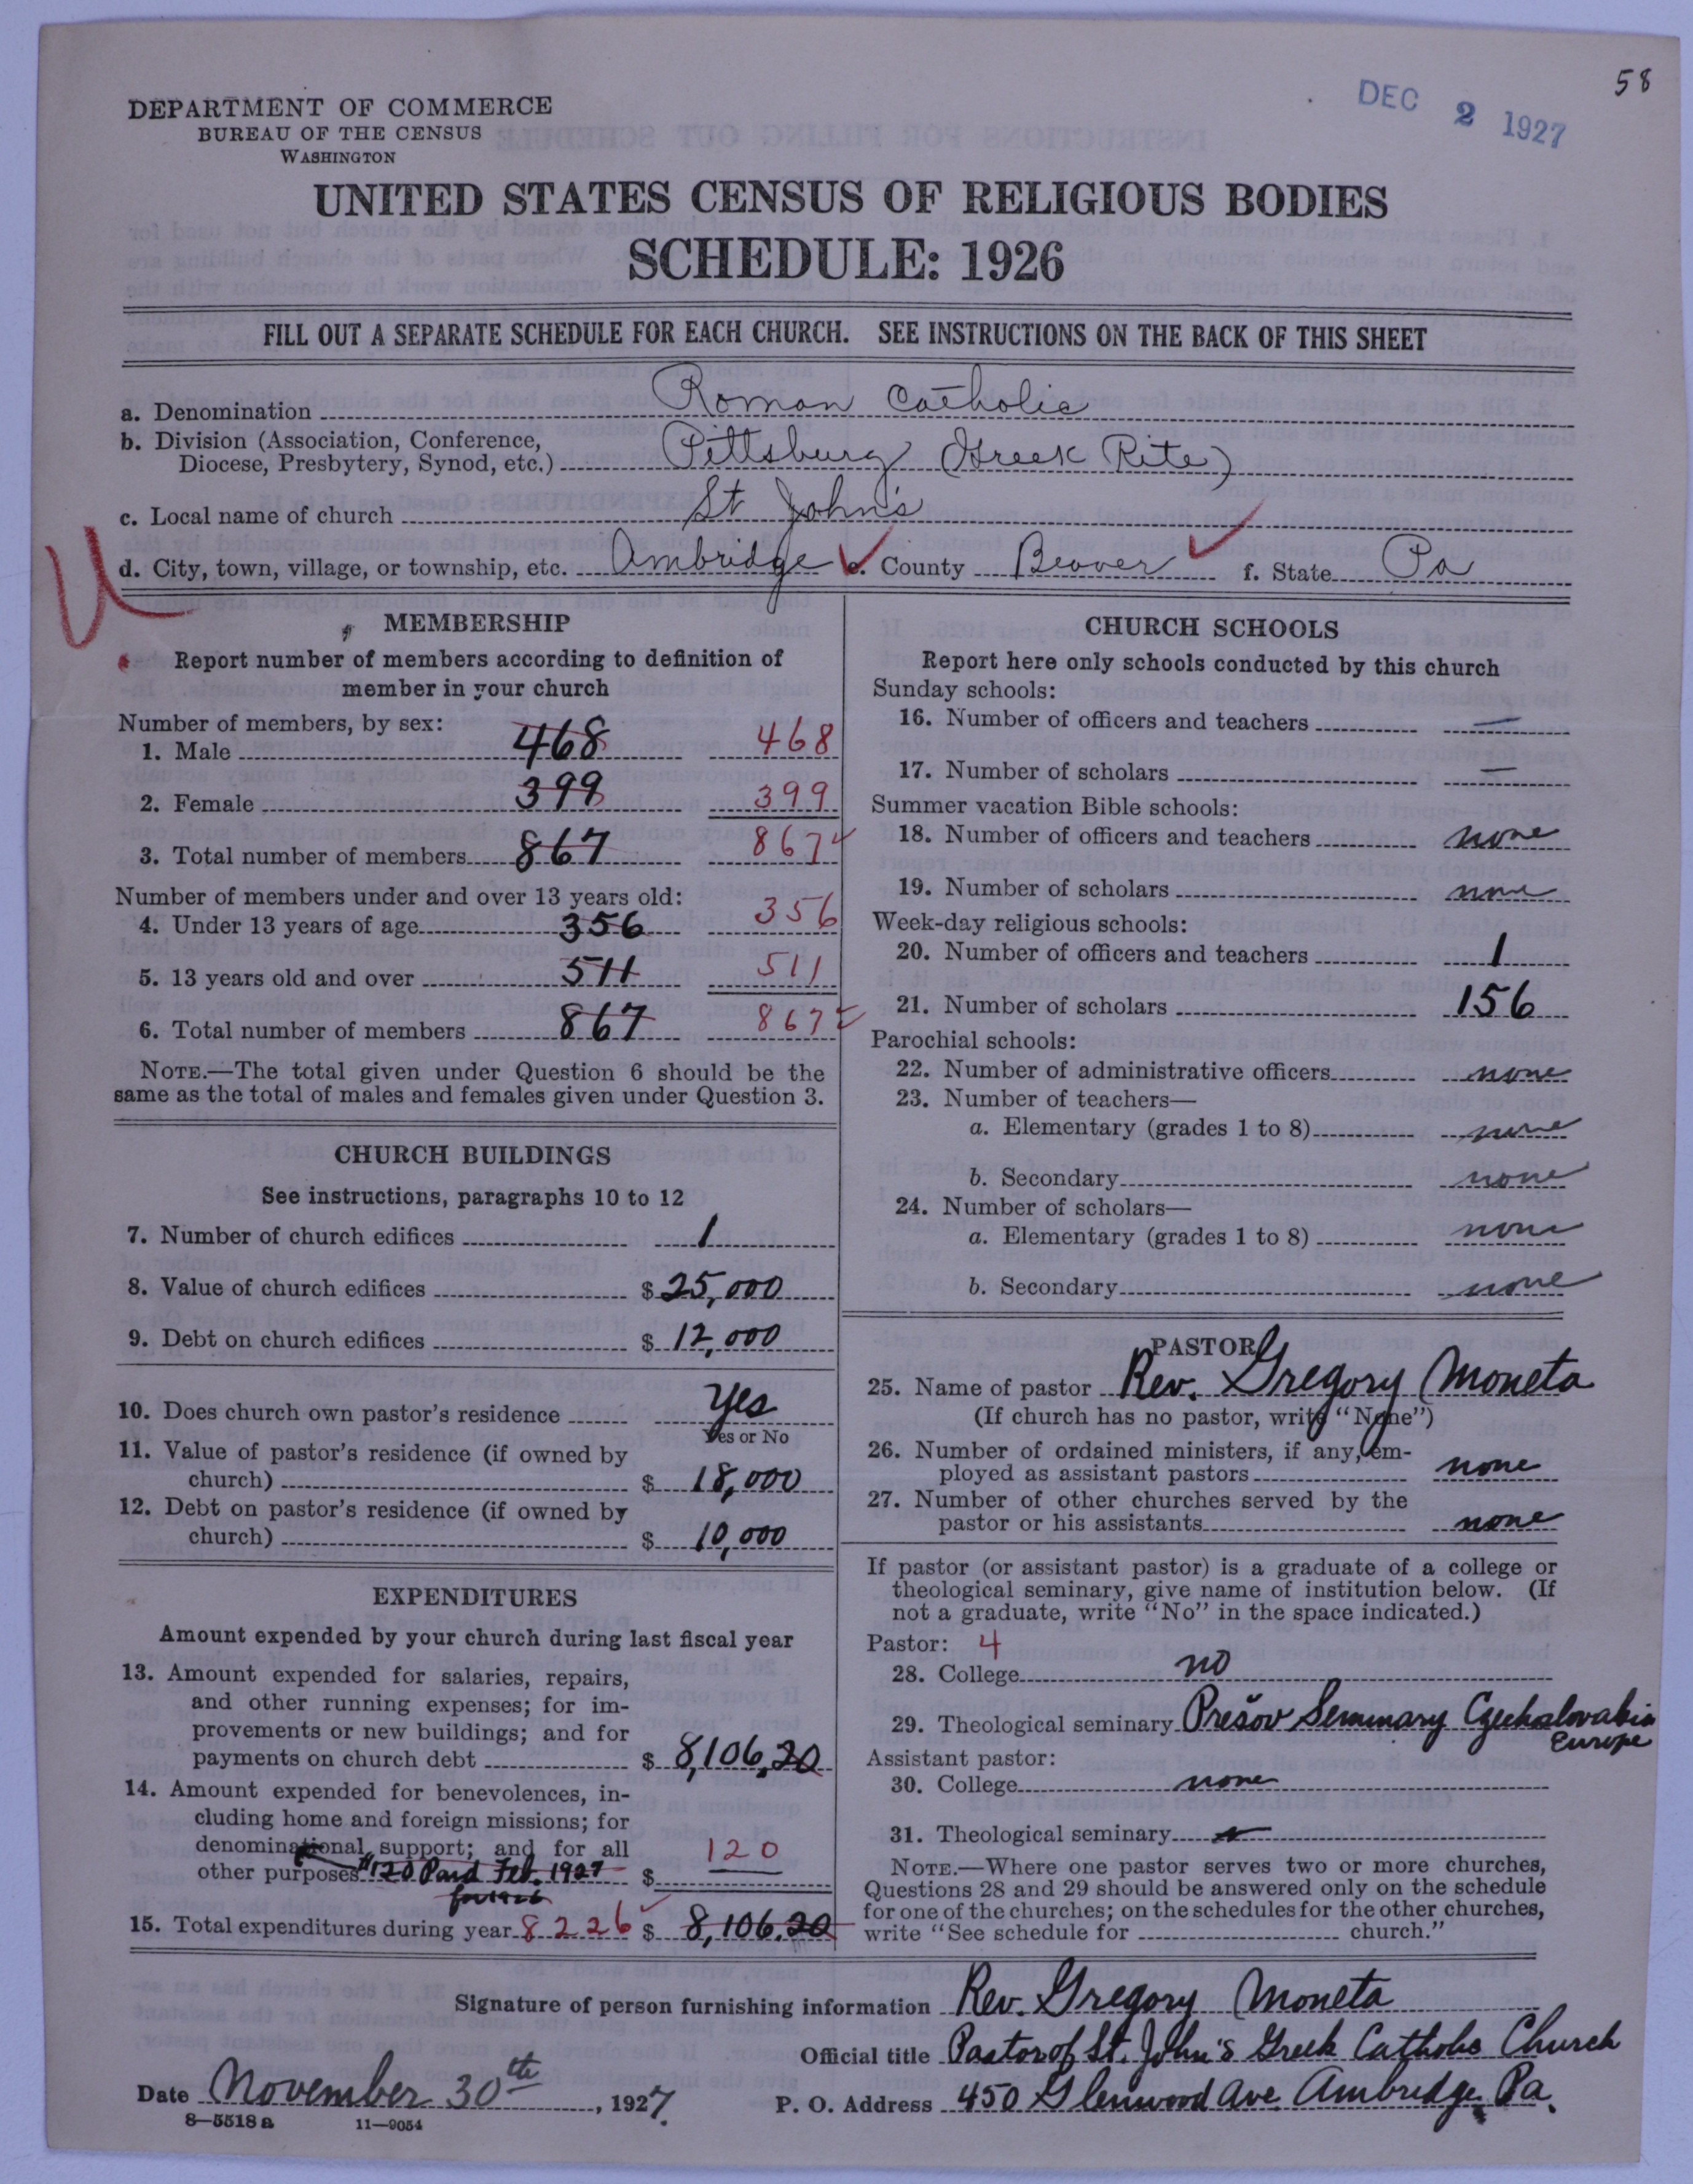 58
DEC 2 1927
DEPARTMENT OF COMMERCE
BUREAU OF THE CENSUS
WASHINGTON
UNITED STATES CENSUS OF RELIGIOUS BODIES
SCHEDULE: 1926
FILL OUT A SEPARATE SCHEDULE FOR EACH CHURCH. SEE INSTRUCTIONS ON THE BACK OF THIS SHEET
a. Denomination Roman Catholic
b. Division (Association, Conference,
Diocese, Presbytery, Synod, etc.) Pittsburg (Greek Rite)
c. Local name of church St John's
d. City, town, village, or township, etc. Ambridge e. County Beaver f. State Pa
MEMBERSHIP
Report number of members according to definition of
member in your church
Number of members, by sex:
1. Male 468 468
2. Female 399 399
3. Total number of members 867 867
Number of members under and over 13 years old:
4. Under 13 years of age 356 356
5. 13 years old and over 511 511
6. Total number of members 867 867
NOTE.—The total given under Question 6 should be the
same as the total of males and females given under Question 3.
CHURCH BUILDINGS
See instructions, paragraphs 10 to 12
7. Number of church edifices 1
8. Value of church edifices $ 25,000
9. Debt on church edifices $ 12,000
10. Does church own pastor's residence Yes
Yes or No
11. Value of pastor's residence (if owned by
church) $ 18,000
12. Debt on pastor's residence (if owned by
church) $ 10,000
EXPENDITURES
Amount expended by your church during last fiscal year
13. Amount expended for salaries, repairs,
and other running expenses; for im-
provements or new buildings; and for
payments on church debt $ 8,106.20
14. Amount expended for benevolences, in-
cluding home and foreign missions; for
denominational support; and for all
other purposes $120 Paid Feb. 1927 $ 120
for 1926
15. Total expenditures during year 8226 $ 8,106.20
CHURCH SCHOOLS
Report here only schools conducted by this church
Sunday schools:
16. Number of officers and teachers —
17. Number of scholars —
Summer vacation Bible schools:
18. Number of officers and teachers none
19. Number of scholars none
Week-day religious schools:
20. Number of officers and teachers 1
21. Number of scholars 156
Parochial schools:
22. Number of administrative officers none
23. Number of teachers—
a. Elementary (grades 1 to 8) none
b. Secondary none
24. Number of scholars—
a. Elementary (grades 1 to 8) none
b. Secondary none
PASTOR
25. Name of pastor Rev. Gregory Moneta
(If church has no pastor, write "None")
26. Number of ordained ministers, if any, em-
ployed as assistant pastors none
27. Number of other churches served by the
pastor or his assistants none
If pastor (or assistant pastor) is a graduate of a college or
theological seminary, give name of institution below. (If
not a graduate, write "No" in the space indicated.)
Pastor: 4
28. College no
29. Theological seminary Prešov Seminary Czechoslovakia
Europe
Assistant pastor:
30. College none
31. Theological seminary
NOTE.—Where one pastor serves two or more churches,
Questions 28 and 29 should be answered only on the schedule
for one of the churches; on the schedules for the other churches,
write "See schedule for church."
Signature of person furnishing information Rev. Gregory Moneta
Official title Pastor of St. John's Greek Catholic Church
Date November 30th, 1927. P. O. Address 450 Glenwood Ave. Ambridge, Pa.
8—5518 a 11—9054